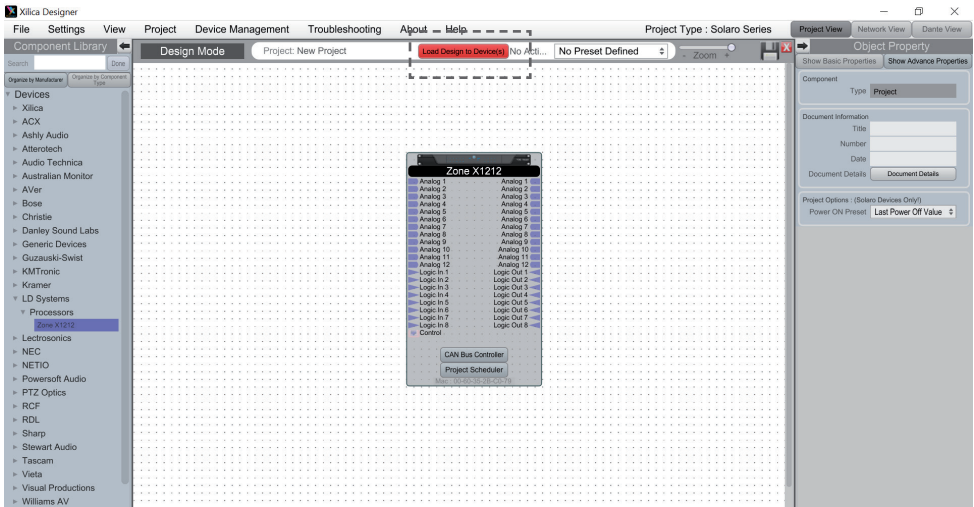 Xilica Designer
File Settings View Project Device Management Troubleshooting About Help Project Type : Solaro Series
Project View Network View Dante View
Component Library
Design Mode
Project: New Project
Load Design to Device(s)
No Acti...
No Preset Defined
- Zoom +
Object Property
Search
Done
Show Basic Properties
Show Advance Properties
Organize by Manufacturer
Organize by Component Type
Devices
Xilica
ACX
Ashly Audio
Atterotech
Audio Technica
Australian Monitor
AVer
Bose
Christie
Danley Sound Labs
Generic Devices
Guzauski-Swist
KMTronic
Kramer
LD Systems
Processors
Zone X1212
Lectrosonics
NEC
NETIO
Powersoft Audio
PTZ Optics
RCF
RDL
Sharp
Stewart Audio
Tascam
Vieta
Visual Productions
Williams AV
Zone X1212
Analog 1 Analog 1
Analog 2 Analog 2
Analog 3 Analog 3
Analog 4 Analog 4
Analog 5 Analog 5
Analog 6 Analog 6
Analog 7 Analog 7
Analog 8 Analog 8
Analog 9 Analog 9
Analog 10 Analog 10
Analog 11 Analog 11
Analog 12 Analog 12
Logic In 1 Logic Out 1
Logic In 2 Logic Out 2
Logic In 3 Logic Out 3
Logic In 4 Logic Out 4
Logic In 5 Logic Out 5
Logic In 6 Logic Out 6
Logic In 7 Logic Out 7
Logic In 8 Logic Out 8
Control
CAN Bus Controller
Project Scheduler
Component
Type Project
Document Information
Title
Number
Date
Document Details Document Details
Project Options : (Solaro Devices Only!)
Power ON Preset Last Power Off Value